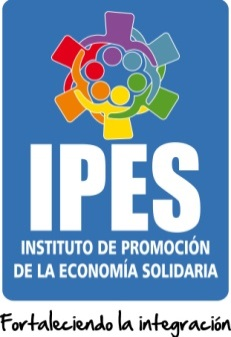 IPES
INSTITUTO DE PROMOCIÓN
DE LA ECONOMÍA SOLIDARIA
Fortaleciendo la integración